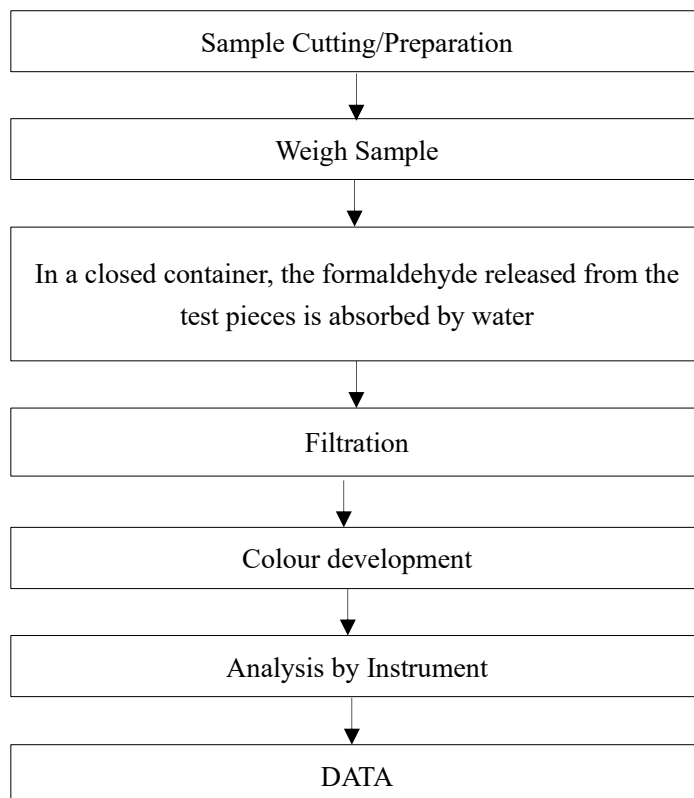 Sample Cutting/Preparation
Weigh Sample
In a closed container, the formaldehyde released from the
test pieces is absorbed by water
Filtration
Colour development
Analysis by Instrument
DATA